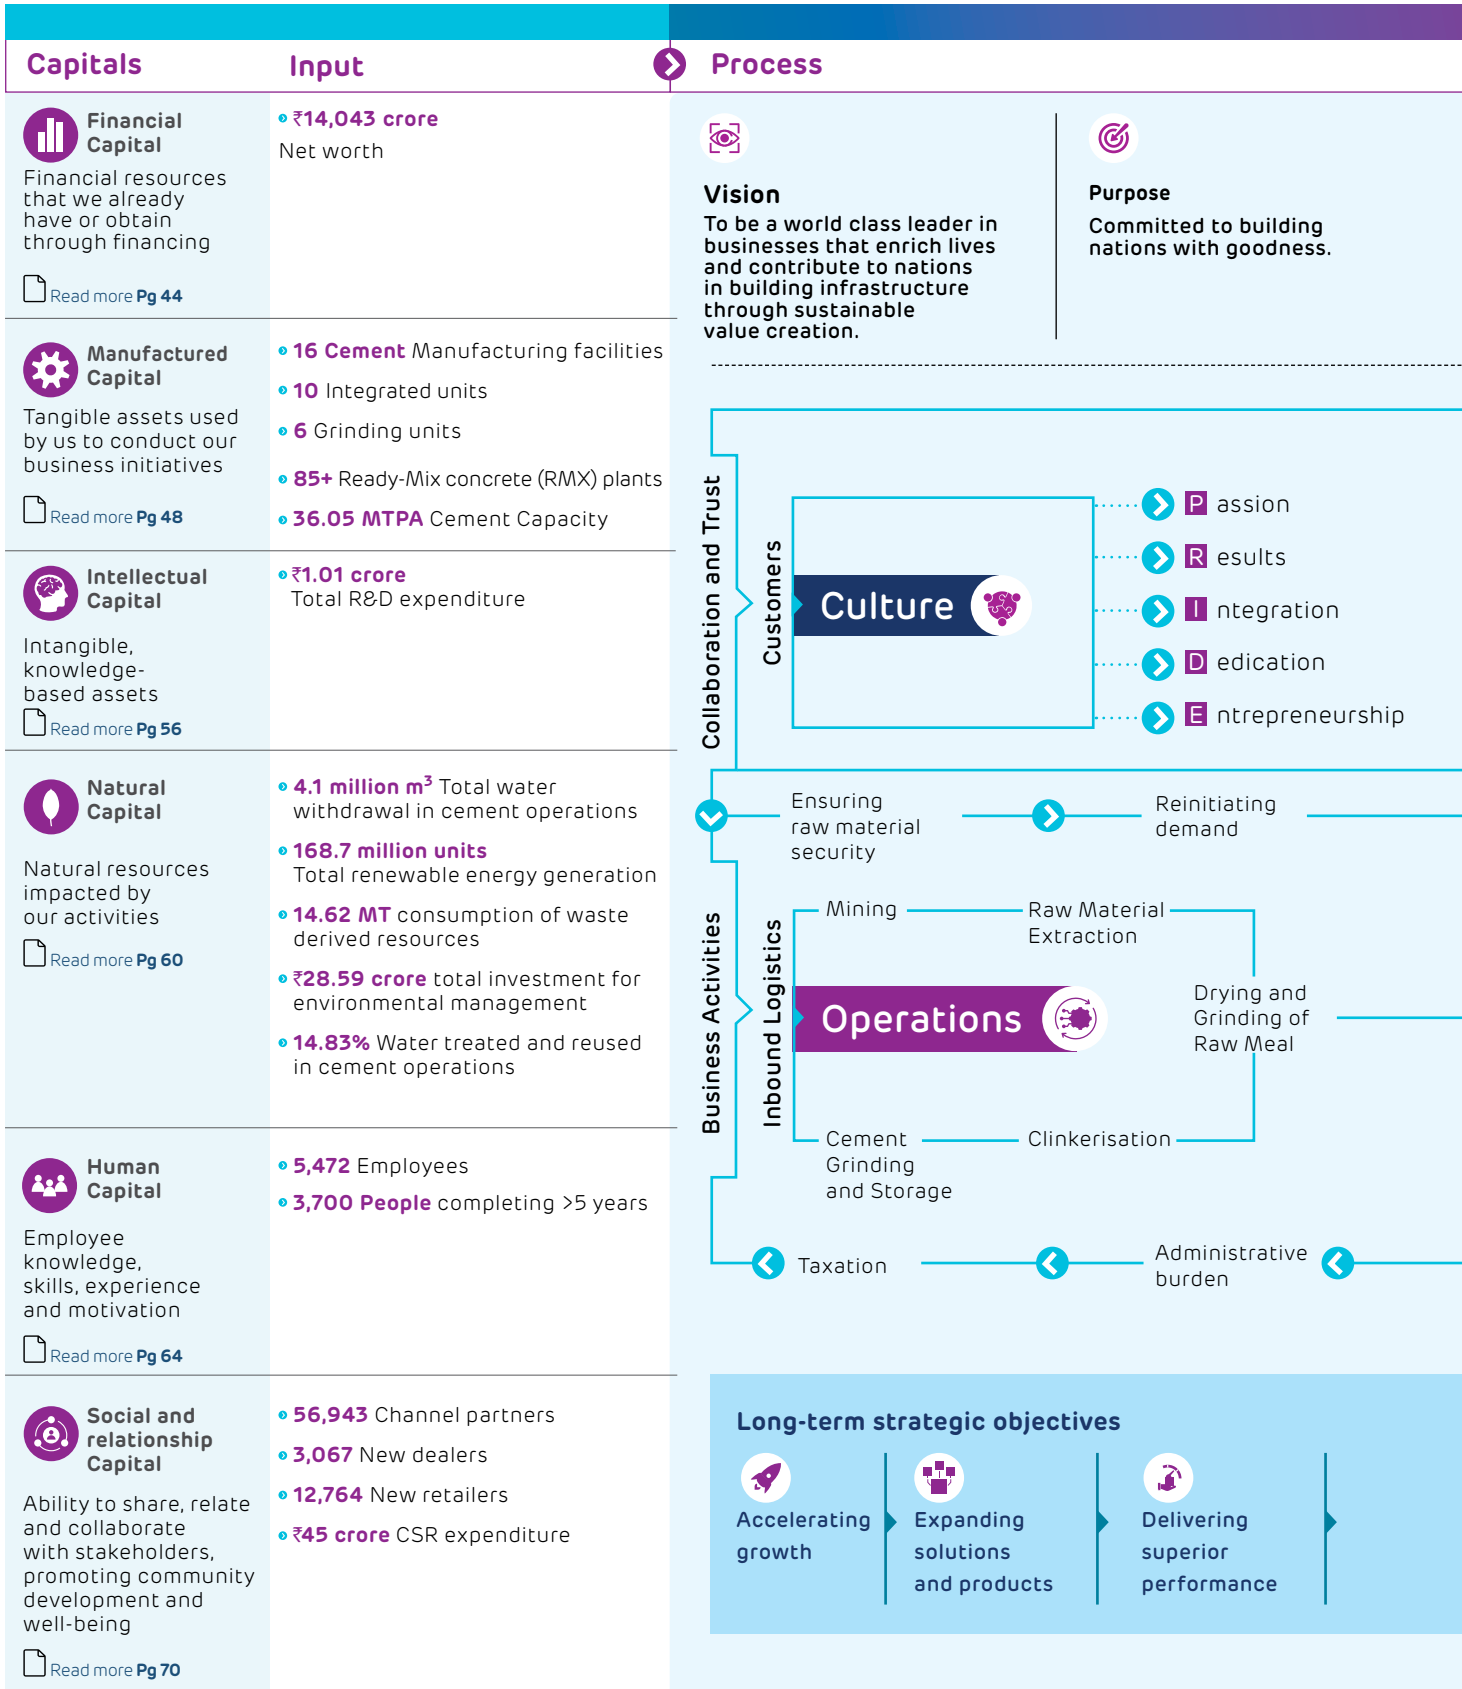 Capitals
Input
Process
Financial
Capital
Financial resources
that we already
have or obtain
through financing
Read more Pg 44
₹14,043 crore
Net worth
Manufactured
Capital
Tangible assets used
by us to conduct our
business initiatives
Read more Pg 48
16 Cement Manufacturing facilities
10 Integrated units
6 Grinding units
85+ Ready-Mix concrete (RMX) plants
36.05 MTPA Cement Capacity
Intellectual
Capital
Intangible,
knowledge-
based assets
Read more Pg 56
₹1.01 crore
Total R&D expenditure
Natural
Capital
Natural resources
impacted by
our activities
Read more Pg 60
4.1 million m³ Total water
withdrawal in cement operations
168.7 million units
Total renewable energy generation
14.62 MT consumption of waste
derived resources
₹28.59 crore total investment for
environmental management
14.83% Water treated and reused
in cement operations
Human
Capital
Employee
knowledge,
skills, experience
and motivation
Read more Pg 64
5,472 Employees
3,700 People completing >5 years
Social and
relationship
Capital
Ability to share, relate
and collaborate
with stakeholders,
promoting community
development and
well-being
Read more Pg 70
56,943 Channel partners
3,067 New dealers
12,764 New retailers
₹45 crore CSR expenditure
Vision
To be a world class leader in
businesses that enrich lives
and contribute to nations
in building infrastructure
through sustainable
value creation.
Purpose
Committed to building
nations with goodness.
Collaboration and Trust
Customers
Culture
P assion
R esults
I ntegration
D edication
E ntrepreneurship
Ensuring
raw material
security
Reinitiating
demand
Business Activities
Inbound Logistics
Mining
Raw Material
Extraction
Operations
Drying and
Grinding of
Raw Meal
Cement
Grinding
and Storage
Clinkerisation
Taxation
Administrative
burden
Long-term strategic objectives
Accelerating
growth
Expanding
solutions
and products
Delivering
superior
performance